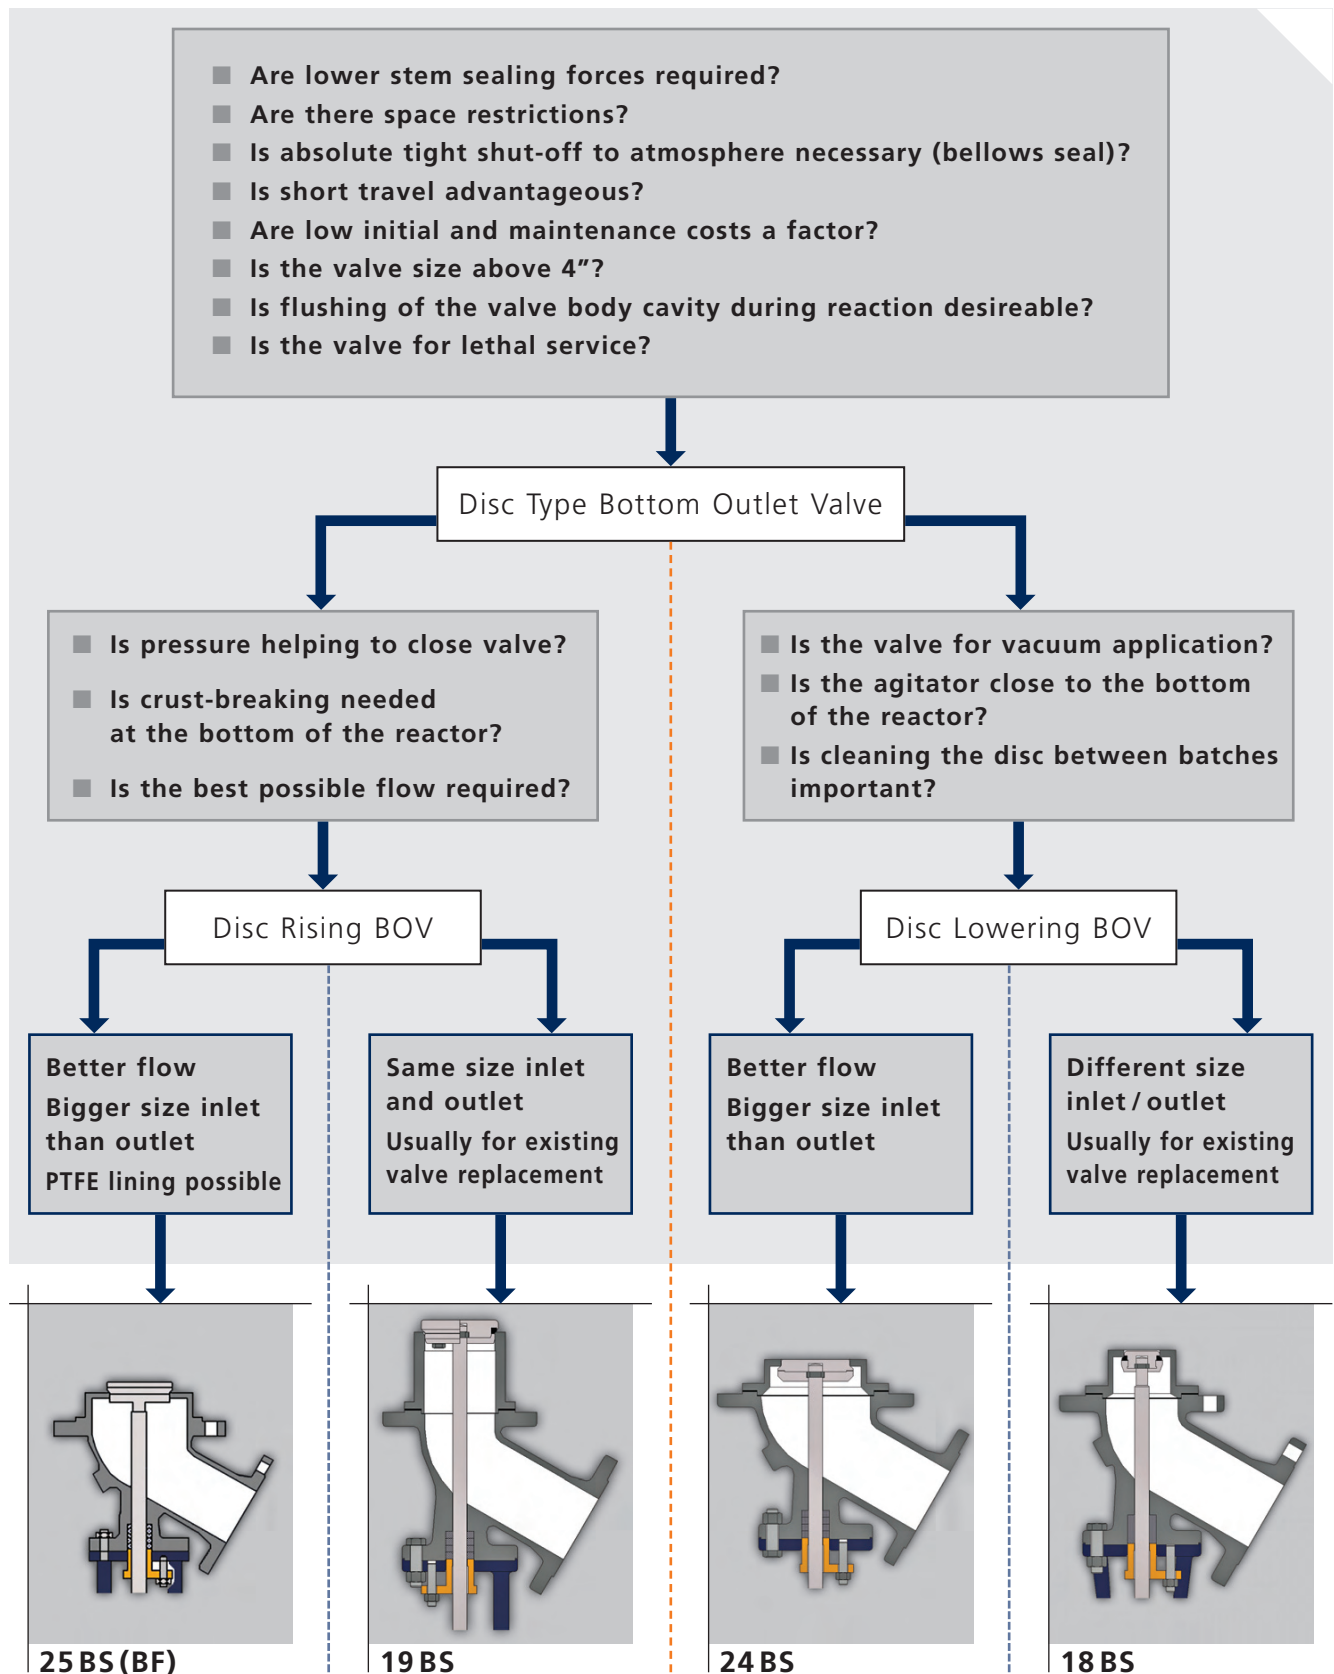 Are lower stem sealing forces required?
Are there space restrictions?
Is absolute tight shut-off to atmosphere necessary (bellows seal)?
Is short travel advantageous?
Are low initial and maintenance costs a factor?
Is the valve size above 4”?
Is flushing of the valve body cavity during reaction desireable?
Is the valve for lethal service?
Disc Type Bottom Outlet Valve
Is pressure helping to close valve?
Is crust-breaking needed
at the bottom of the reactor?
Is the best possible flow required?
Is the valve for vacuum application?
Is the agitator close to the bottom
of the reactor?
Is cleaning the disc between batches
important?
Disc Rising BOV
Disc Lowering BOV
Better flow
Bigger size inlet
than outlet
PTFE lining possible
Same size inlet
and outlet
Usually for existing
valve replacement
Better flow
Bigger size inlet
than outlet
Different size
inlet / outlet
Usually for existing
valve replacement
25 BS (BF)
19 BS
24 BS
18 BS